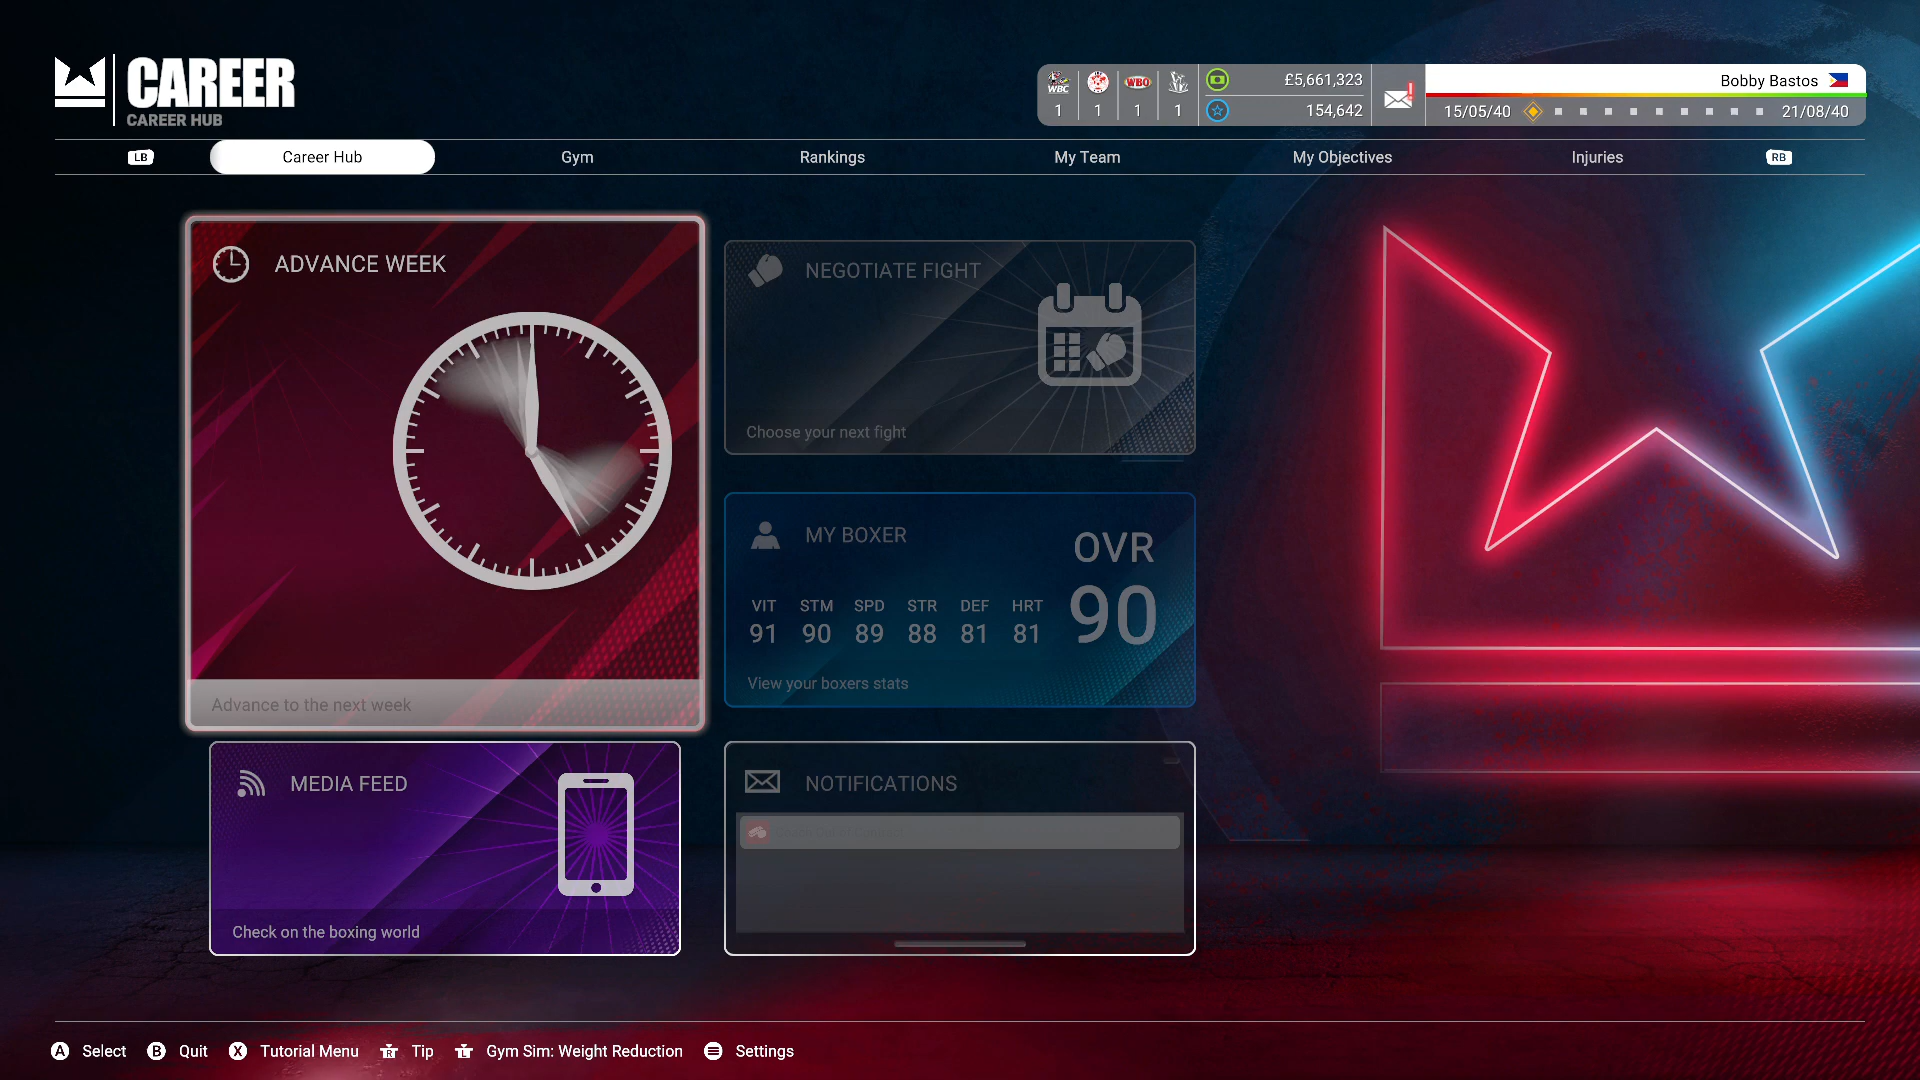 CAREER
CAREER HUB
WBC
WBO
1
1
1
1
£5,661,323
154,642
Bobby Bastos
15/05/40
21/08/40
LB
Career Hub
Gym
Rankings
My Team
My Objectives
Injuries
RB
ADVANCE WEEK
Advance to the next week
NEGOTIATE FIGHT
Choose your next fight
MY BOXER
OVR
90
VIT STM SPD STR DEF HRT
91 90 89 88 81 81
View your boxers stats
MEDIA FEED
Check on the boxing world
NOTIFICATIONS
A Select
B Quit
X Tutorial Menu
R Tip
L Gym Sim: Weight Reduction
Settings